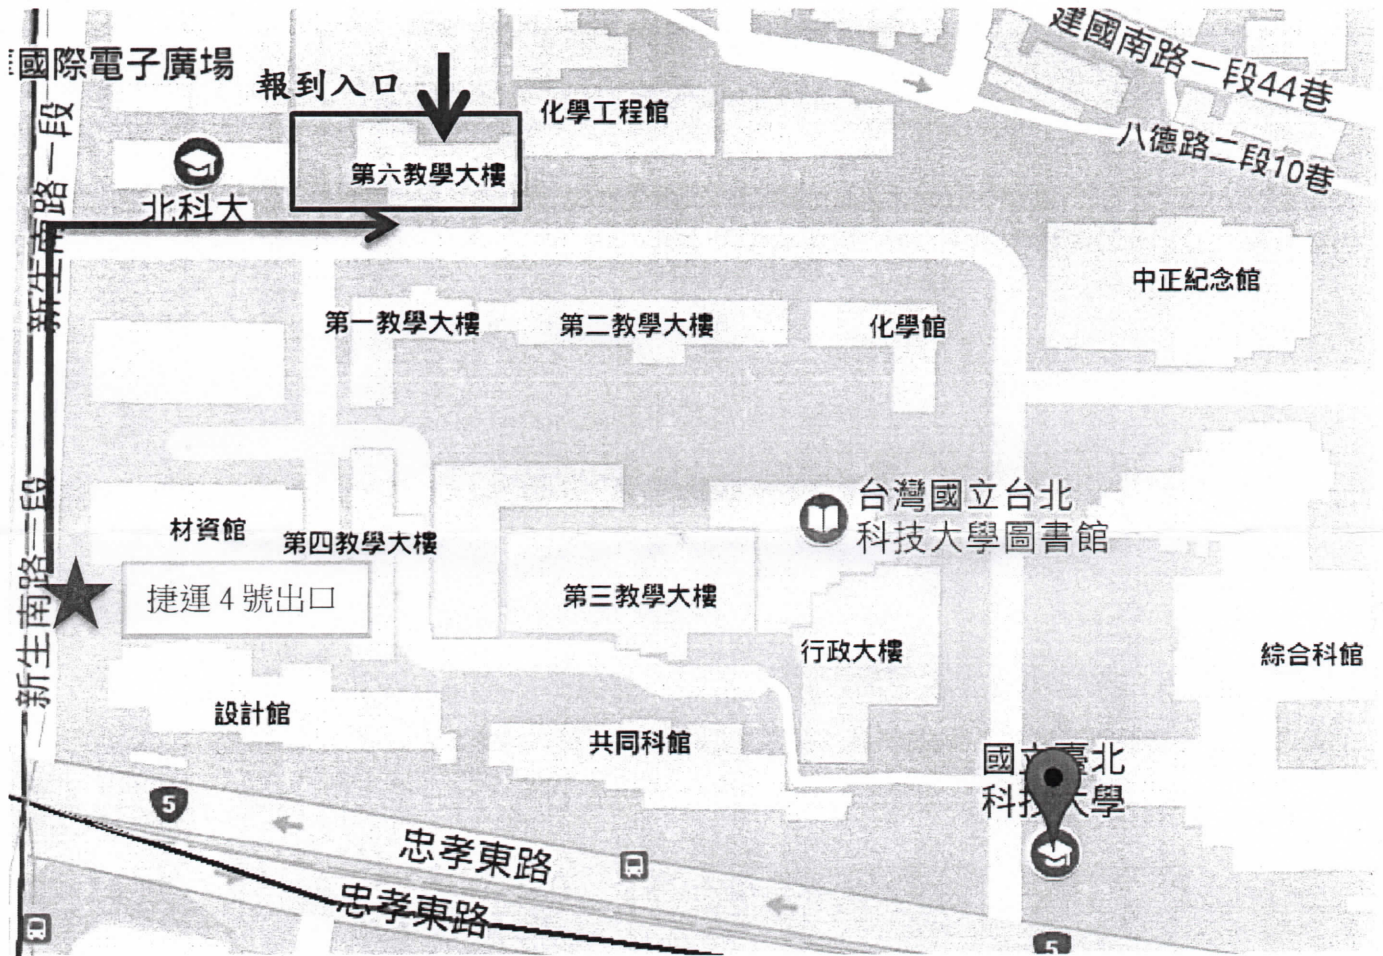 國際電子廣場
報到入口
化學工程館
建國南路一段44巷
八德路二段10巷
第六教學大樓
北科大
新生南路一段
中正紀念館
第一教學大樓
第二教學大樓
化學館
台灣國立台北
科技大學圖書館
材資館
第四教學大樓
新生南路二段
捷運 4 號出口
第三教學大樓
行政大樓
綜合科館
設計館
共同科館
國立臺北
科技大學
5
忠孝東路
忠孝東路
5